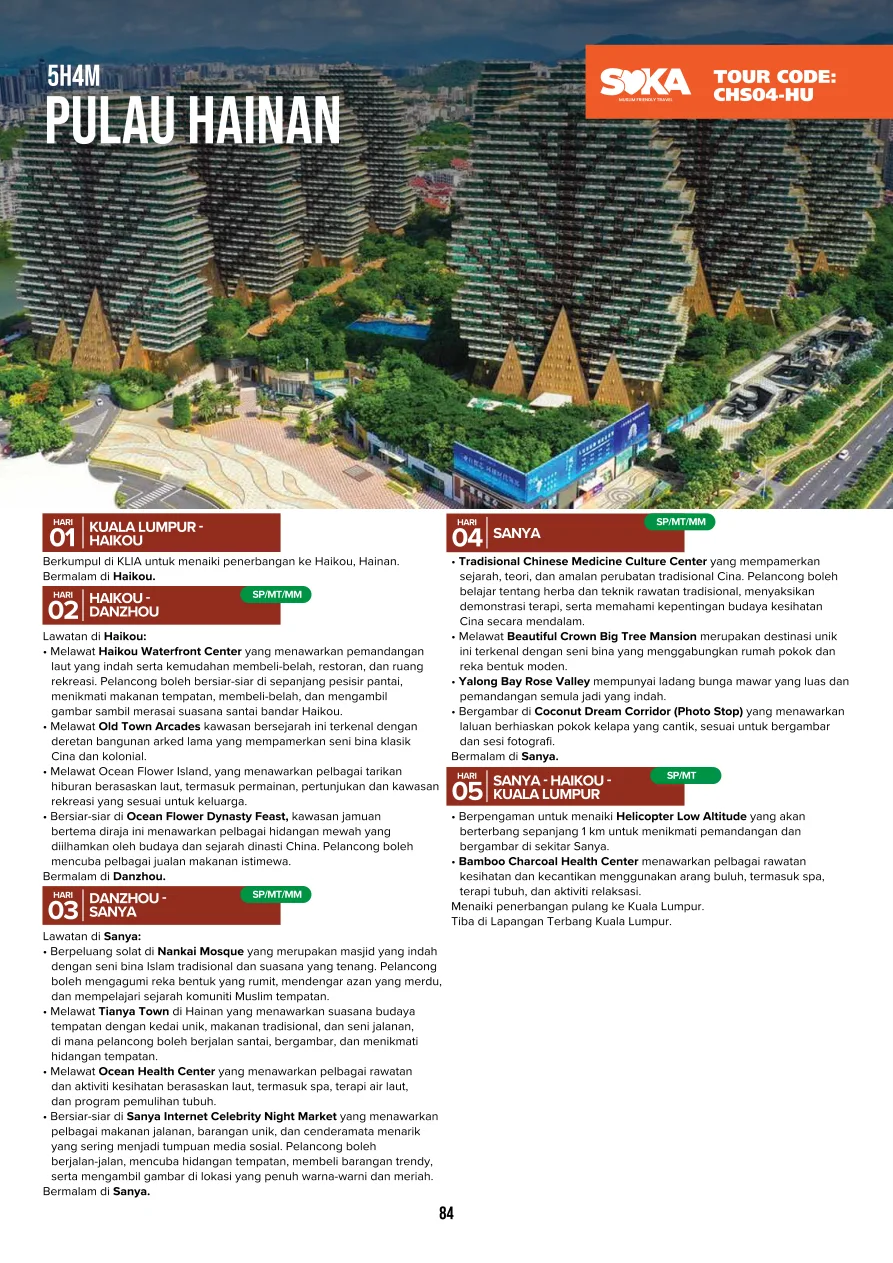 5H4M
PULAU HAINAN
SOKA
MUSLIM FRIENDLY TRAVEL
TOUR CODE:
CHS04-HU
HARI
01
KUALA LUMPUR -
HAIKOU
Berkumpul di KLIA untuk menaiki penerbangan ke Haikou, Hainan.
Bermalam di Haikou.
HARI
02
HAIKOU -
DANZHOU
SP/MT/MM
Lawatan di Haikou:
• Melawat Haikou Waterfront Center yang menawarkan pemandangan
laut yang indah serta kemudahan membeli-belah, restoran, dan ruang
rekreasi. Pelancong boleh bersiar-siar di sepanjang pesisir pantai,
menikmati makanan tempatan, membeli-belah, dan mengambil
gambar sambil merasai suasana santai bandar Haikou.
• Melawat Old Town Arcades kawasan bersejarah ini terkenal dengan
deretan bangunan arked lama yang mempamerkan seni bina klasik
Cina dan kolonial.
• Melawat Ocean Flower Island, yang menawarkan pelbagai tarikan
hiburan berasaskan laut, termasuk permainan, pertunjukan dan kawasan
rekreasi yang sesuai untuk keluarga.
• Bersiar-siar di Ocean Flower Dynasty Feast, kawasan jamuan
bertema diraja ini menawarkan pelbagai hidangan mewah yang
diilhamkan oleh budaya dan sejarah dinasti China. Pelancong boleh
mencuba pelbagai jualan makanan istimewa.
Bermalam di Danzhou.
HARI
03
DANZHOU -
SANYA
SP/MT/MM
Lawatan di Sanya:
• Berpeluang solat di Nankai Mosque yang merupakan masjid yang indah
dengan seni bina Islam tradisional dan suasana yang tenang. Pelancong
boleh mengagumi reka bentuk yang rumit, mendengar azan yang merdu,
dan mempelajari sejarah komuniti Muslim tempatan.
• Melawat Tianya Town di Hainan yang menawarkan suasana budaya
tempatan dengan kedai unik, makanan tradisional, dan seni jalanan,
di mana pelancong boleh berjalan santai, bergambar, dan menikmati
hidangan tempatan.
• Melawat Ocean Health Center yang menawarkan pelbagai rawatan
dan aktiviti kesihatan berasaskan laut, termasuk spa, terapi air laut,
dan program pemulihan tubuh.
• Bersiar-siar di Sanya Internet Celebrity Night Market yang menawarkan
pelbagai makanan jalanan, barangan unik, dan cenderamata menarik
yang sering menjadi tumpuan media sosial. Pelancong boleh
berjalan-jalan, mencuba hidangan tempatan, membeli barangan trendy,
serta mengambil gambar di lokasi yang penuh warna-warni dan meriah.
Bermalam di Sanya.
HARI
04
SANYA
SP/MT/MM
• Tradisional Chinese Medicine Culture Center yang mempamerkan
sejarah, teori, dan amalan perubatan tradisional Cina. Pelancong boleh
belajar tentang herba dan teknik rawatan tradisional, menyaksikan
demonstrasi terapi, serta memahami kepentingan budaya kesihatan
Cina secara mendalam.
• Melawat Beautiful Crown Big Tree Mansion merupakan destinasi unik
ini terkenal dengan seni bina yang menggabungkan rumah pokok dan
reka bentuk moden.
• Yalong Bay Rose Valley mempunyai ladang bunga mawar yang luas dan
pemandangan semula jadi yang indah.
• Bergambar di Coconut Dream Corridor (Photo Stop) yang menawarkan
laluan berhiaskan pokok kelapa yang cantik, sesuai untuk bergambar
dan sesi fotografi.
Bermalam di Sanya.
HARI
05
SANYA - HAIKOU -
KUALA LUMPUR
SP/MT
• Berpengaman untuk menaiki Helicopter Low Altitude yang akan
berterbang sepanjang 1 km untuk menikmati pemandangan dan
bergambar di sekitar Sanya.
• Bamboo Charcoal Health Center menawarkan pelbagai rawatan
kesihatan dan kecantikan menggunakan arang buluh, termasuk spa,
terapi tubuh, dan aktiviti relaksasi.
Menaiki penerbangan pulang ke Kuala Lumpur.
Tiba di Lapangan Terbang Kuala Lumpur.
84